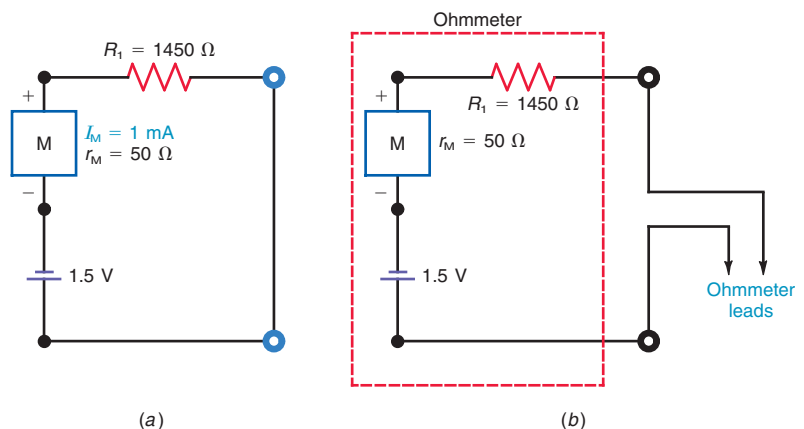 Ohmmeter
R₁ = 1450 Ω
+
M
I_M = 1 mA
r_M = 50 Ω
−
1.5 V
(a)
R₁ = 1450 Ω
+
M
r_M = 50 Ω
−
1.5 V
Ohmmeter
leads
(b)